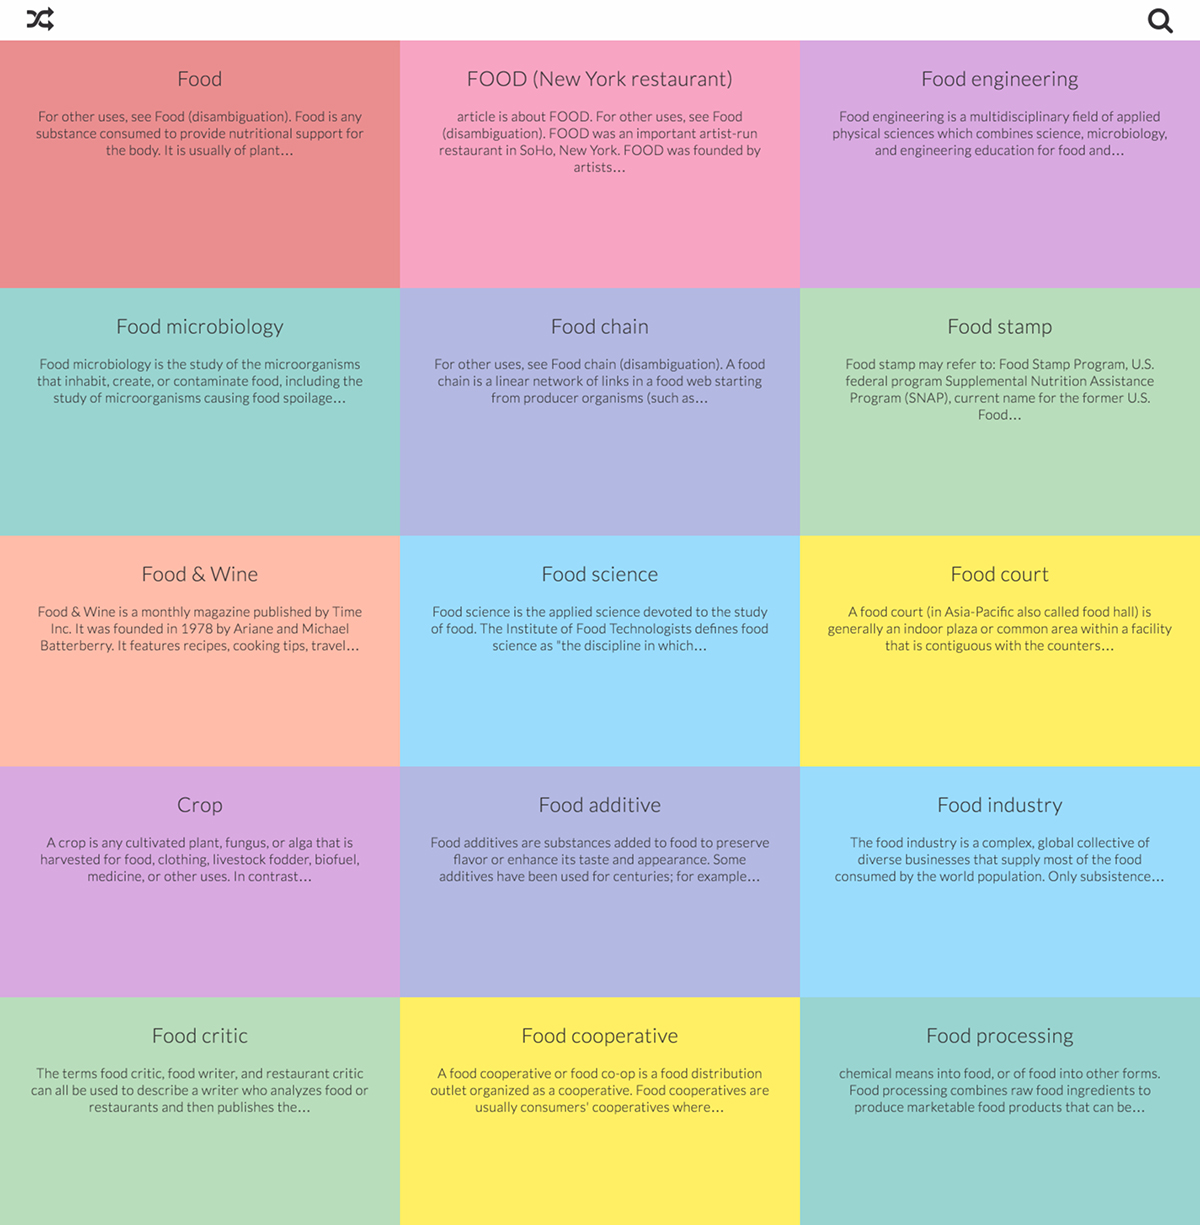 Food
For other uses, see Food (disambiguation). Food is any
substance consumed to provide nutritional support for
the body. It is usually of plant…
FOOD (New York restaurant)
article is about FOOD. For other uses, see Food
(disambiguation). FOOD was an important artist-run
restaurant in SoHo, New York. FOOD was founded by
artists…
Food engineering
Food engineering is a multidisciplinary field of applied
physical sciences which combines science, microbiology,
and engineering education for food and…
Food microbiology
Food microbiology is the study of the microorganisms
that inhabit, create, or contaminate food, including the
study of microorganisms causing food spoilage…
Food chain
For other uses, see Food chain (disambiguation). A food
chain is a linear network of links in a food web starting
from producer organisms (such as…
Food stamp
Food stamp may refer to: Food Stamp Program, U.S.
federal program Supplemental Nutrition Assistance
Program (SNAP), current name for the former U.S.
Food…
Food & Wine
Food & Wine is a monthly magazine published by Time
Inc. It was founded in 1978 by Ariane and Michael
Batterberry. It features recipes, cooking tips, travel…
Food science
Food science is the applied science devoted to the study
of food. The Institute of Food Technologists defines food
science as "the discipline in which…
Food court
A food court (in Asia-Pacific also called food hall) is
generally an indoor plaza or common area within a facility
that is contiguous with the counters…
Crop
A crop is any cultivated plant, fungus, or alga that is
harvested for food, clothing, livestock fodder, biofuel,
medicine, or other uses. In contrast…
Food additive
Food additives are substances added to food to preserve
flavor or enhance its taste and appearance. Some
additives have been used for centuries; for example…
Food industry
The food industry is a complex, global collective of
diverse businesses that supply most of the food
consumed by the world population. Only subsistence…
Food critic
The terms food critic, food writer, and restaurant critic
can all be used to describe a writer who analyzes food or
restaurants and then publishes the…
Food cooperative
A food cooperative or food co-op is a food distribution
outlet organized as a cooperative. Food cooperatives are
usually consumers' cooperatives where…
Food processing
chemical means into food, or of food into other forms.
Food processing combines raw food ingredients to
produce marketable food products that can be…